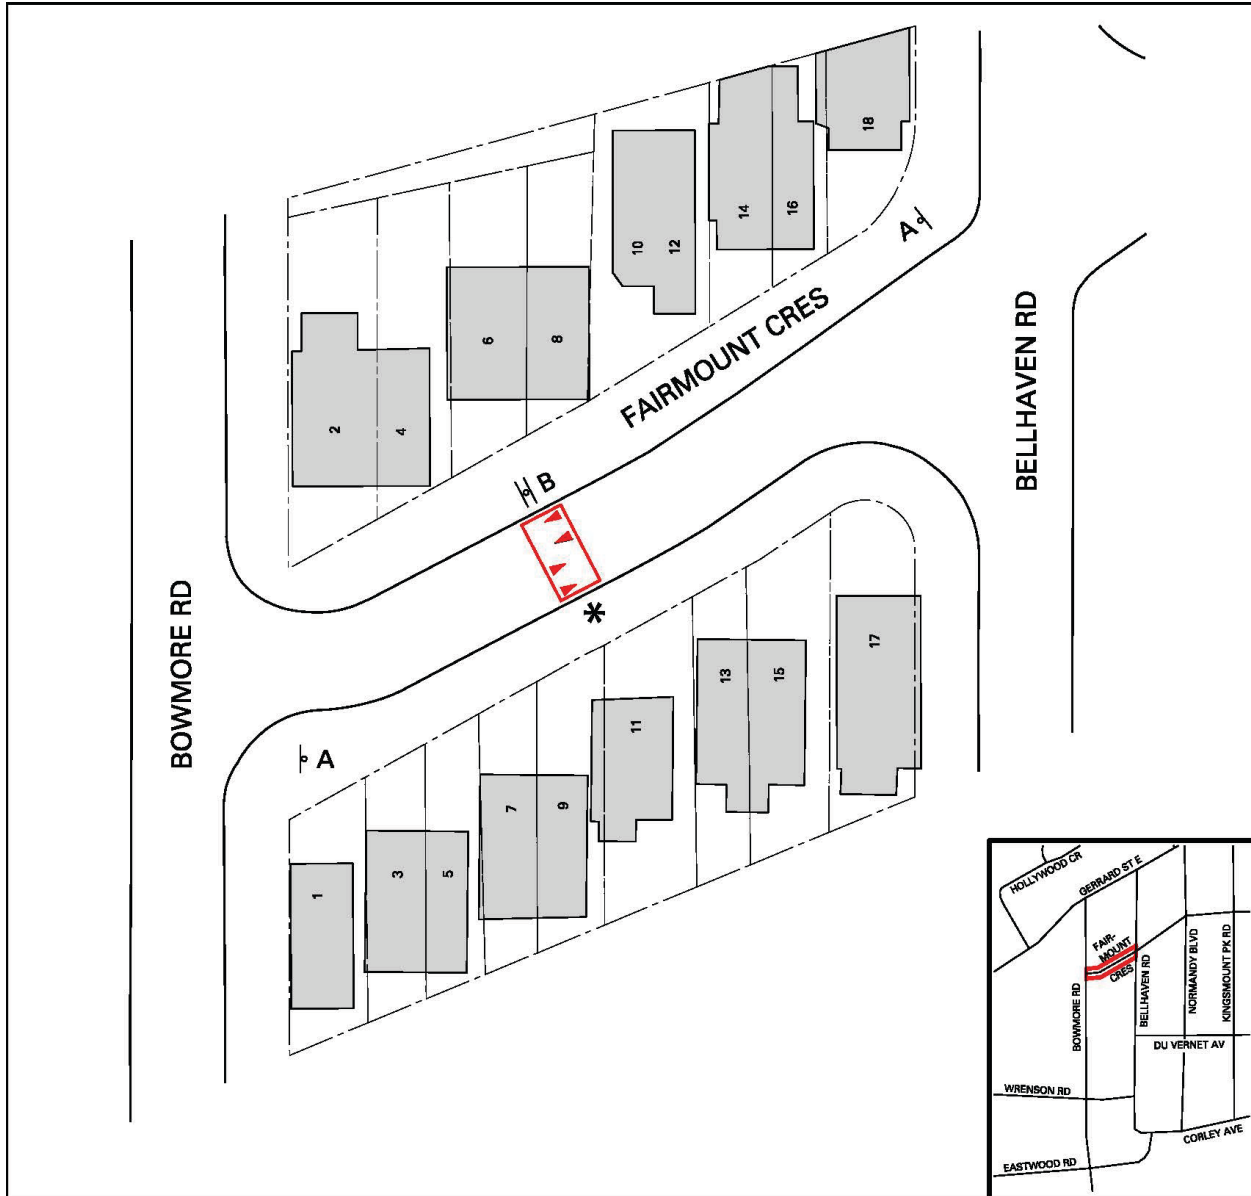 18
14
16
A
10
12
6
8
2
4
FAIRMOUNT CRES
BELLHAVEN RD
B
*
BOWMORE RD
A
13
15
17
11
7
9
3
5
1
HOLLYWOOD CR
GERRARD ST E
FAIR-
MOUNT
CRES
BOWMORE RD
BELLHAVEN RD
NORMANDY BLVD
KINGSMOUNT PK RD
DU VERNET AV
WRENSON RD
CORLEY AVE
EASTWOOD RD